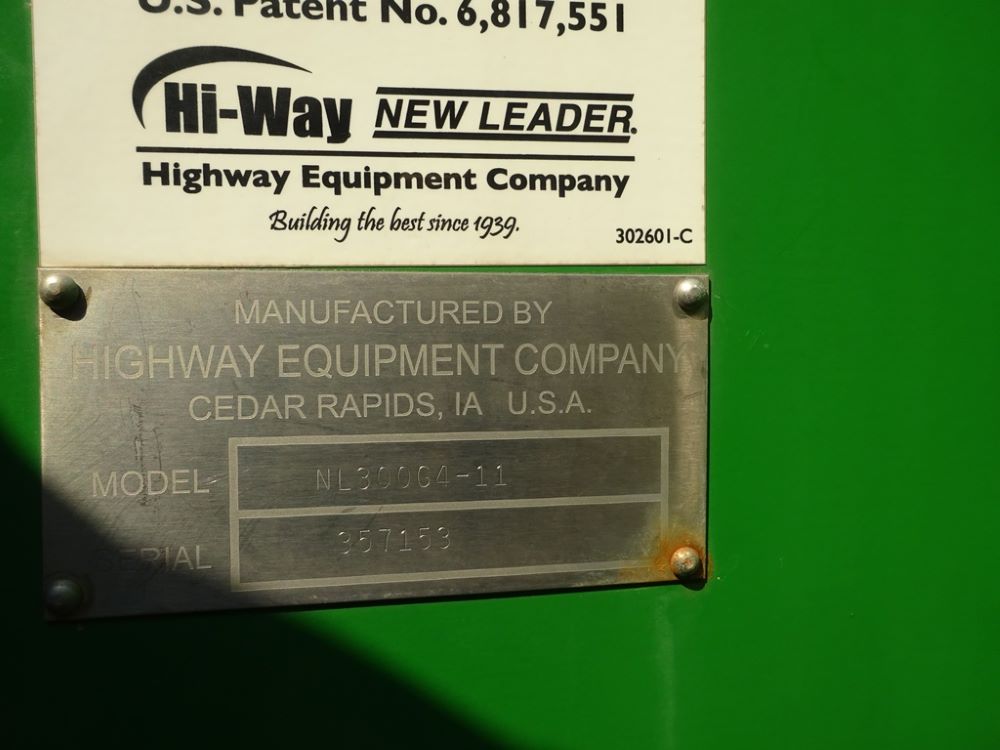 U.S. Patent No. 6,817,551
Hi-Way NEW LEADER.
Highway Equipment Company
Building the best since 1939.
302601-C
MANUFACTURED BY
HIGHWAY EQUIPMENT COMPANY
CEDAR RAPIDS, IA U.S.A.
MODEL NL300G4-11
SERIAL 357153